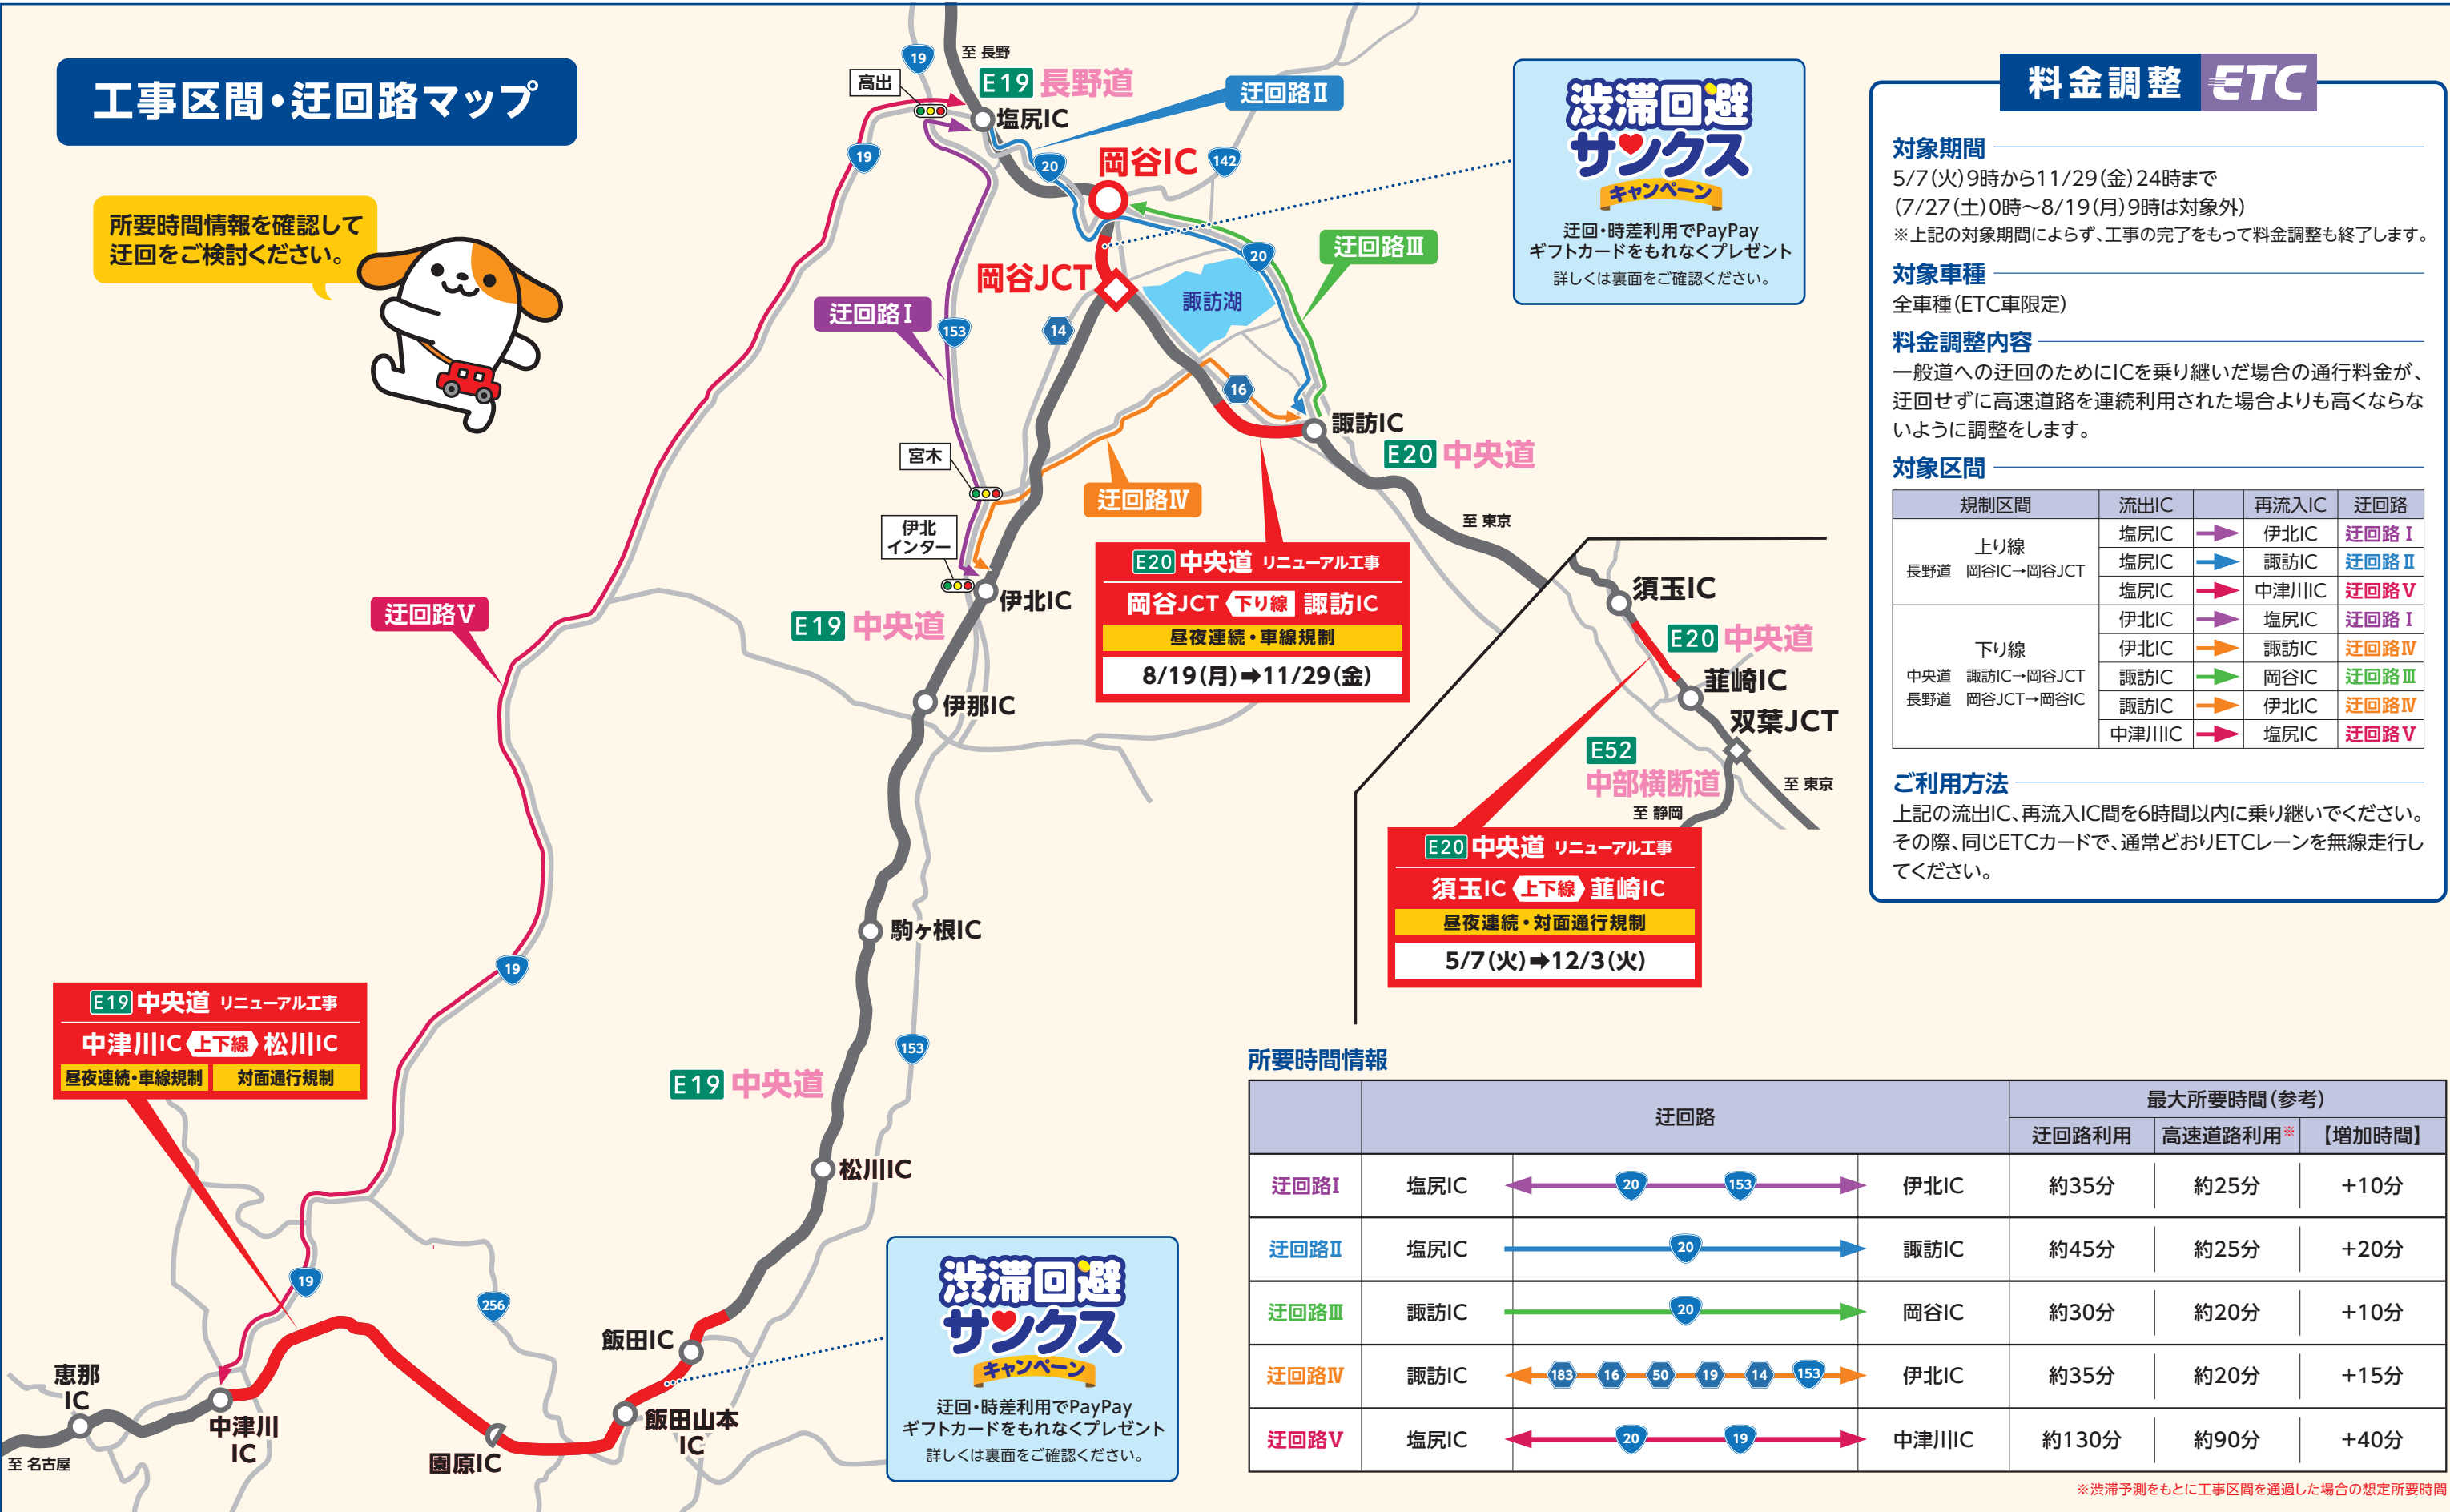 工事区間・迂回路マップ
所要時間情報を確認して
迂回をご検討ください。
19
至 長野
E19 長野道
高出
塩尻IC
迂回路Ⅱ
19
20
岡谷IC
142
岡谷JCT
20
迂回路Ⅲ
諏訪湖
迂回路Ⅰ
153
14
16
諏訪IC
E20 中央道
宮木
迂回路Ⅳ
至 東京
伊北
インター
伊北IC
E19 中央道
迂回路Ⅴ
伊那IC
駒ヶ根IC
19
153
E19 中央道
松川IC
19
256
飯田IC
飯田山本
IC
園原IC
中津川
IC
恵那
IC
至 名古屋
渋滞回避
サンクス
キャンペーン
迂回・時差利用でPayPay
ギフトカードをもれなくプレゼント
詳しくは裏面をご確認ください。
E20 中央道 リニューアル工事
岡谷JCT 下り線 諏訪IC
昼夜連続・車線規制
8/19(月)➡11/29(金)
須玉IC
E20 中央道
韮崎IC
双葉JCT
E52
中部横断道
至 静岡
至 東京
E20 中央道 リニューアル工事
須玉IC 上下線 韮崎IC
昼夜連続・対面通行規制
5/7(火)➡12/3(火)
E19 中央道 リニューアル工事
中津川IC 上下線 松川IC
昼夜連続・車線規制 対面通行規制
渋滞回避
サンクス
キャンペーン
迂回・時差利用でPayPay
ギフトカードをもれなくプレゼント
詳しくは裏面をご確認ください。
料金調整 ETC
対象期間
5/7(火)9時から11/29(金)24時まで
(7/27(土)0時〜8/19(月)9時は対象外)
※上記の対象期間によらず、工事の完了をもって料金調整も終了します。
対象車種
全車種(ETC車限定)
料金調整内容
一般道への迂回のためにICを乗り継いだ場合の通行料金が、
迂回せずに高速道路を連続利用された場合よりも高くならな
いように調整をします。
対象区間
規制区間 流出IC 再流入IC 迂回路
上り線
長野道 岡谷IC→岡谷JCT
塩尻IC 伊北IC 迂回路Ⅰ
塩尻IC 諏訪IC 迂回路Ⅱ
塩尻IC 中津川IC 迂回路Ⅴ
下り線
中央道 諏訪IC→岡谷JCT
長野道 岡谷JCT→岡谷IC
伊北IC 塩尻IC 迂回路Ⅰ
伊北IC 諏訪IC 迂回路Ⅳ
諏訪IC 岡谷IC 迂回路Ⅲ
諏訪IC 伊北IC 迂回路Ⅳ
中津川IC 塩尻IC 迂回路Ⅴ
ご利用方法
上記の流出IC、再流入IC間を6時間以内に乗り継いでください。
その際、同じETCカードで、通常どおりETCレーンを無線走行し
てください。
所要時間情報
迂回路 最大所要時間(参考)
迂回路利用 高速道路利用※ 【増加時間】
迂回路Ⅰ 塩尻IC 20 153 伊北IC 約35分 約25分 +10分
迂回路Ⅱ 塩尻IC 20 諏訪IC 約45分 約25分 +20分
迂回路Ⅲ 諏訪IC 20 岡谷IC 約30分 約20分 +10分
迂回路Ⅳ 諏訪IC 183 16 50 19 14 153 伊北IC 約35分 約20分 +15分
迂回路Ⅴ 塩尻IC 20 19 中津川IC 約130分 約90分 +40分
※渋滞予測をもとに工事区間を通過した場合の想定所要時間